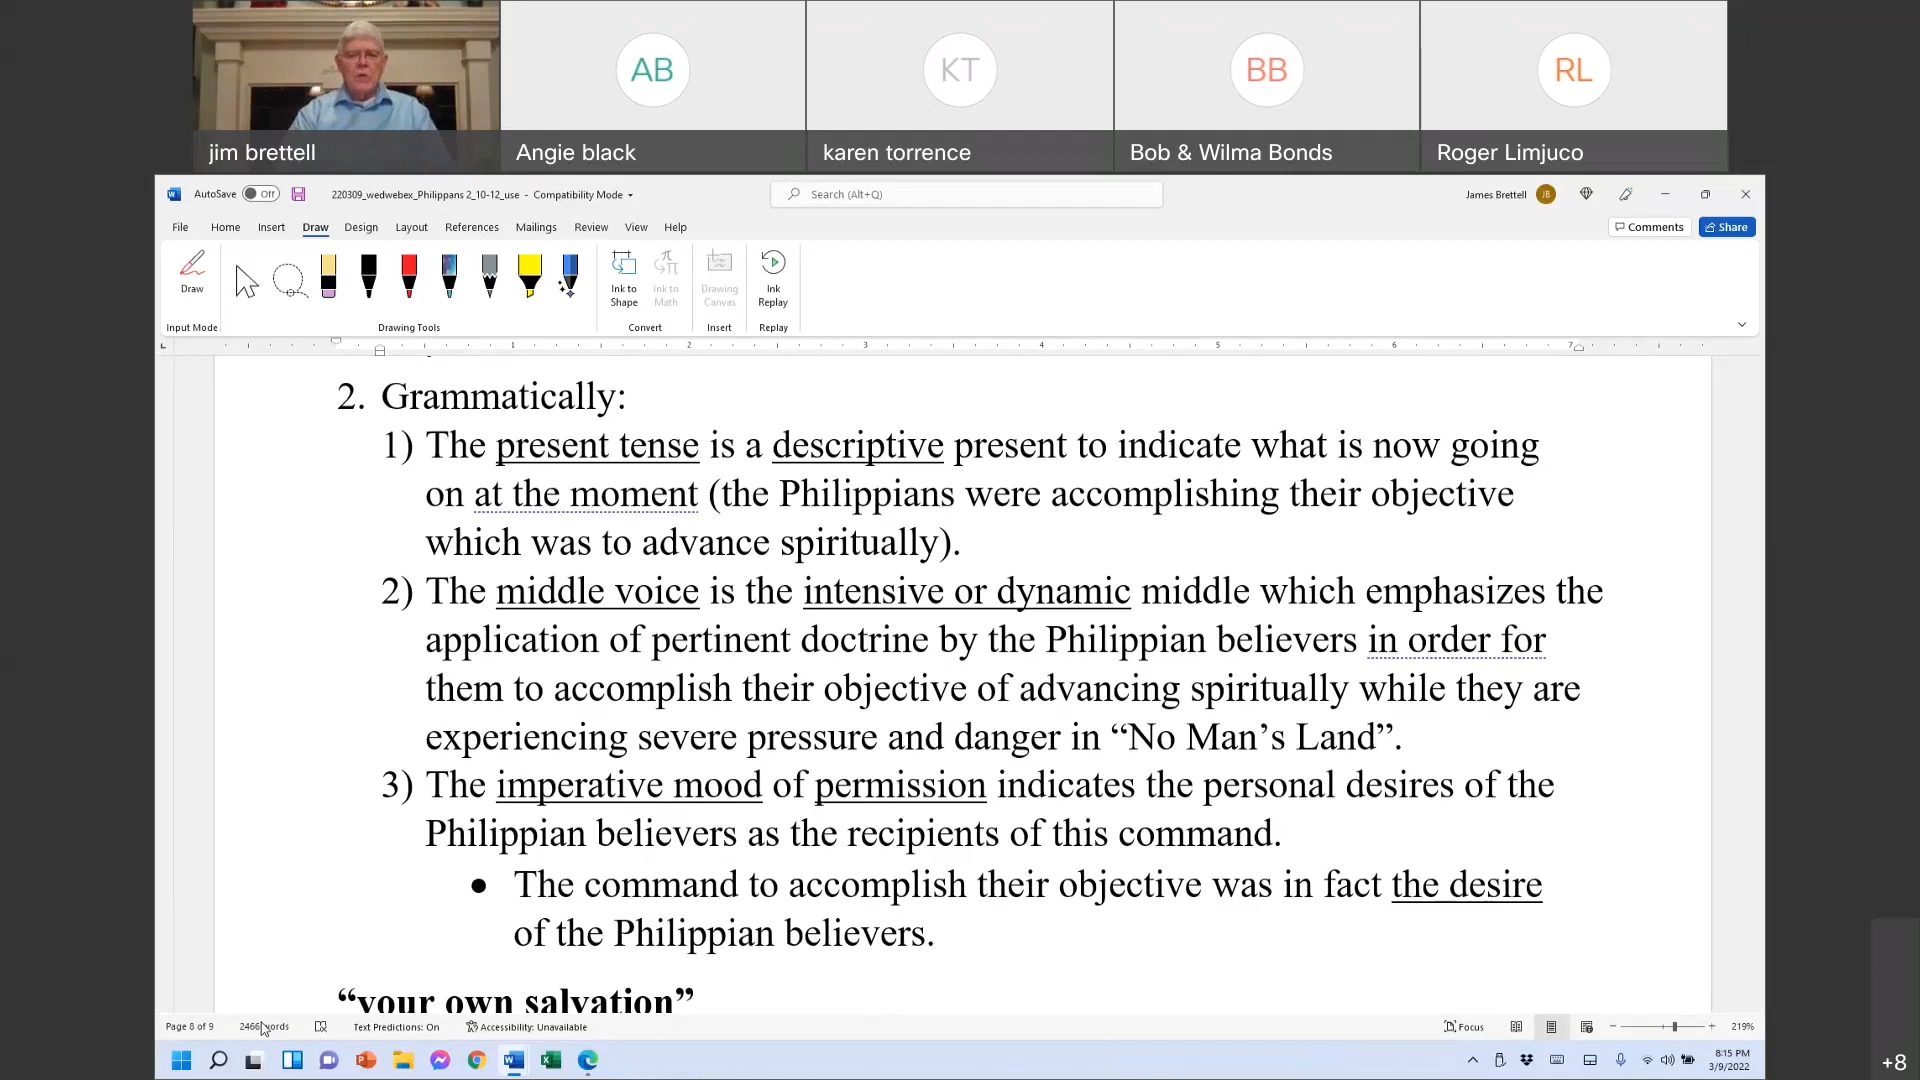 AB
KT
BB
RL
jim brettell
Angie black
karen torrence
Bob & Wilma Bonds
Roger Limjuco
AutoSave Off 220309_wedwebex_Philippans 2_10-12_use - Compatibility Mode Search (Alt+Q) James Brettell JB
File Home Insert Draw Design Layout References Mailings Review View Help Comments Share
Draw
Ink to Shape
Ink to Math
Drawing Canvas
Ink Replay
Input Mode Drawing Tools Convert Insert Replay
1 2 3 4 5 6 7
2. Grammatically:
1) The present tense is a descriptive present to indicate what is now going
on at the moment (the Philippians were accomplishing their objective
which was to advance spiritually).
2) The middle voice is the intensive or dynamic middle which emphasizes the
application of pertinent doctrine by the Philippian believers in order for
them to accomplish their objective of advancing spiritually while they are
experiencing severe pressure and danger in “No Man’s Land”.
3) The imperative mood of permission indicates the personal desires of the
Philippian believers as the recipients of this command.
• The command to accomplish their objective was in fact the desire
of the Philippian believers.
“your own salvation”
Page 8 of 9 2466 words Text Predictions: On Accessibility: Unavailable Focus 219%
8:15 PM
3/9/2022
+8